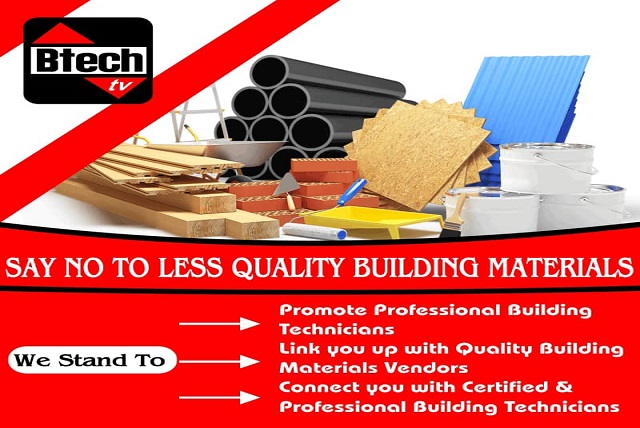 Btech
tv
SAY NO TO LESS QUALITY BUILDING MATERIALS
We Stand To
Promote Professional Building
Technicians
Link you up with Quality Building
Materials Vendors
Connect you with Certified &
Professional Building Technicians